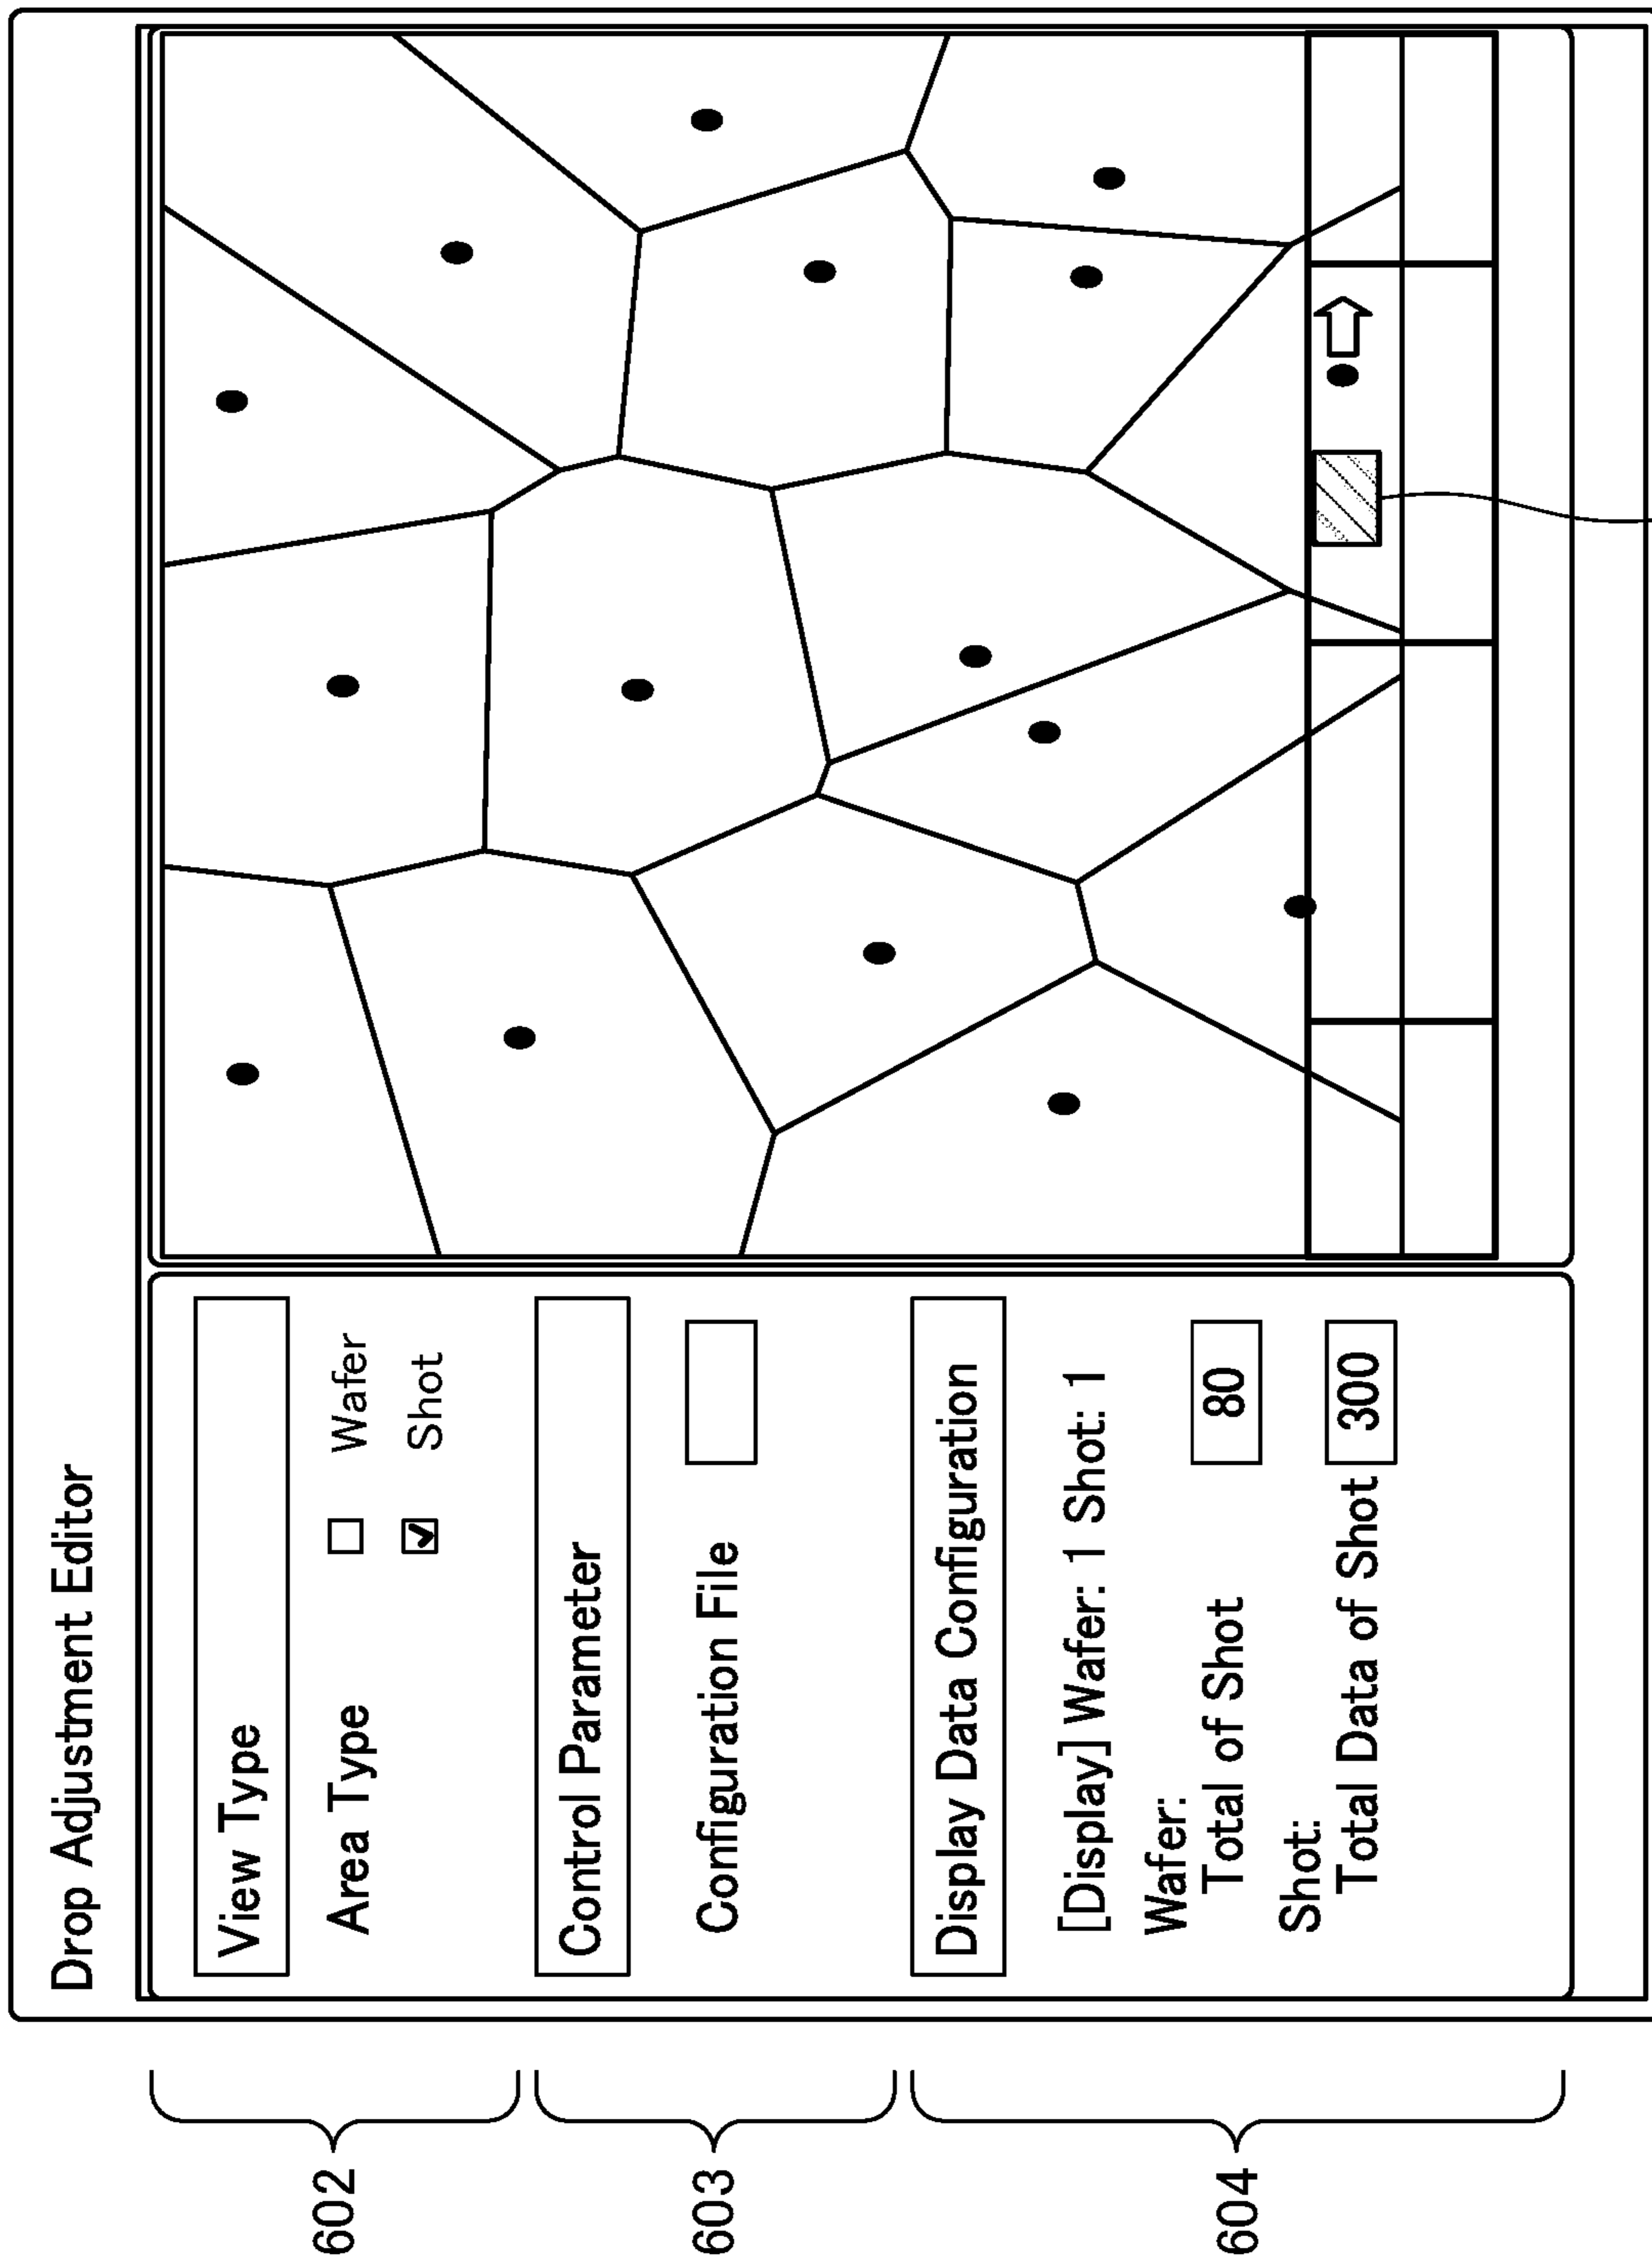 Drop Adjustment Editor
602
View Type
Area Type
Wafer
Shot
603
Control Parameter
Configuration File
604
Display Data Configuration
[Display] Wafer: 1 Shot: 1
Wafer:
Total of Shot 80
Shot:
Total Data of Shot 300